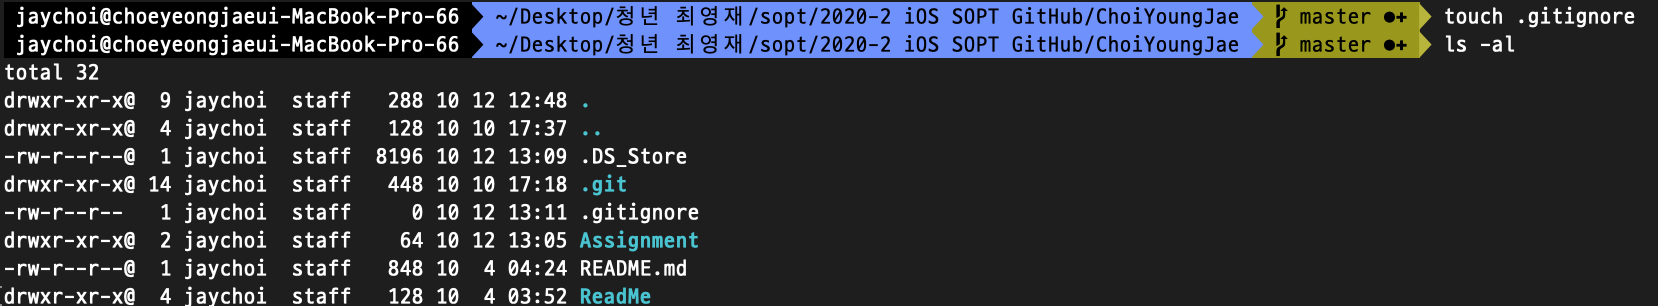 jaychoi@choeyeongjaeui-MacBook-Pro-66 ~/Desktop/청년 최영재/sopt/2020-2 iOS SOPT GitHub/ChoiYoungJae master ●+ touch .gitignore
jaychoi@choeyeongjaeui-MacBook-Pro-66 ~/Desktop/청년 최영재/sopt/2020-2 iOS SOPT GitHub/ChoiYoungJae master ●+ ls -al
total 32
drwxr-xr-x@  9 jaychoi  staff   288 10 12 12:48 .
drwxr-xr-x@  4 jaychoi  staff   128 10 10 17:37 ..
-rw-r--r--@  1 jaychoi  staff  8196 10 12 13:09 .DS_Store
drwxr-xr-x@ 14 jaychoi  staff   448 10 10 17:18 .git
-rw-r--r--   1 jaychoi  staff     0 10 12 13:11 .gitignore
drwxr-xr-x@  2 jaychoi  staff    64 10 12 13:05 Assignment
-rw-r--r--@  1 jaychoi  staff   848 10  4 04:24 README.md
drwxr-xr-x@  4 jaychoi  staff   128 10  4 03:52 ReadMe